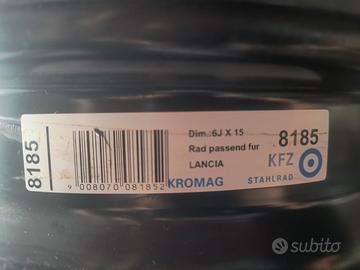 8185
Dim.:6J X 15
Rad passend fur
LANCIA
8185
KFZ
9 008070 081852
KROMAG
STAHLRAD
subito